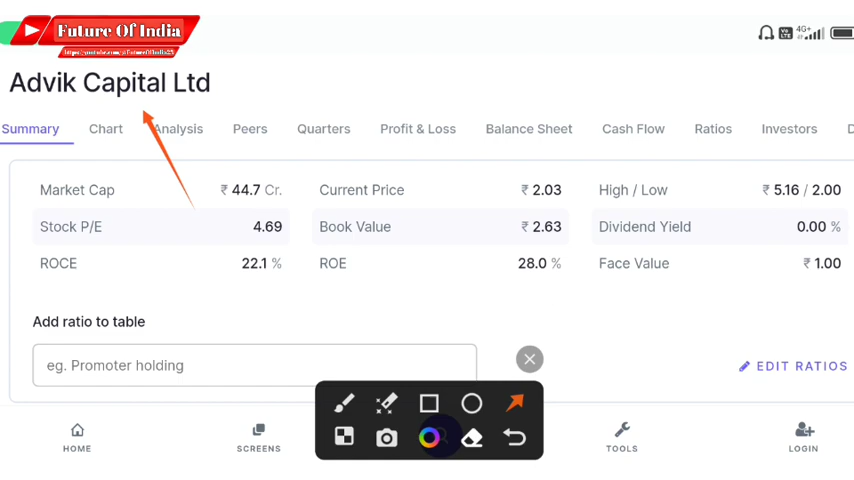 Future Of India
Advik Capital Ltd
Summary Chart Analysis Peers Quarters Profit & Loss Balance Sheet Cash Flow Ratios Investors
Market Cap ₹ 44.7 Cr. Current Price ₹ 2.03 High / Low ₹ 5.16 / 2.00
Stock P/E 4.69 Book Value ₹ 2.63 Dividend Yield 0.00 %
ROCE 22.1 % ROE 28.0 % Face Value ₹ 1.00
Add ratio to table
eg. Promoter holding
EDIT RATIOS
HOME SCREENS TOOLS LOGIN